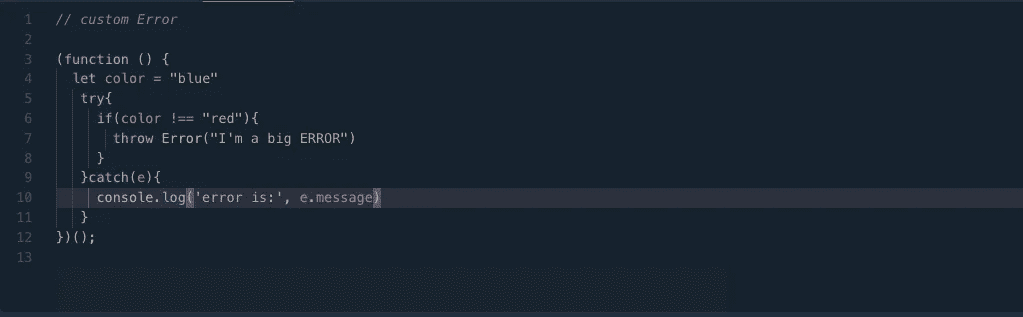 1 // custom Error
2
3 (function () {
4 let color = "blue"
5 try{
6 if(color !== "red"){
7 throw Error("I'm a big ERROR")
8 }
9 }catch(e){
10 console.log('error is:', e.message)
11 }
12 })();
13